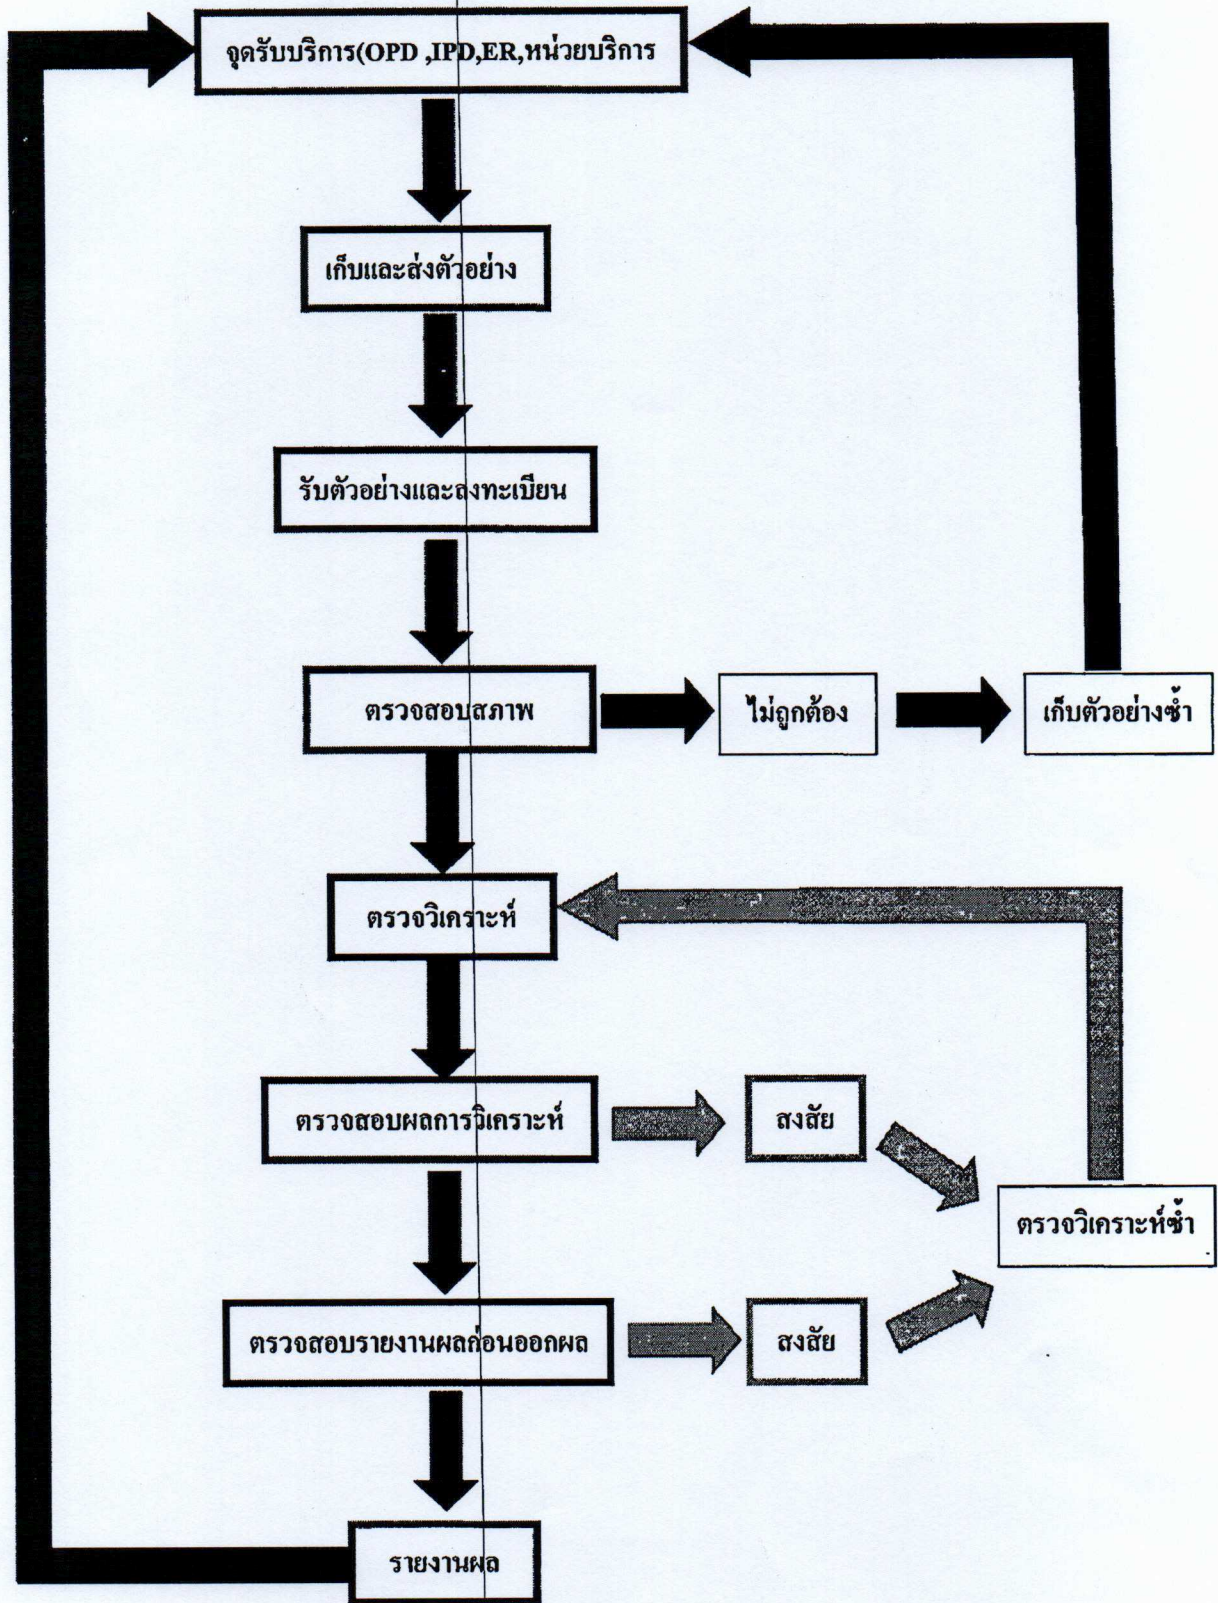 จุดรับบริการ(OPD ,IPD,ER,หน่วยบริการ
เก็บและส่งตัวอย่าง
รับตัวอย่างและลงทะเบียน
ตรวจสอบสภาพ
ไม่ถูกต้อง
เก็บตัวอย่างซ้ำ
ตรวจวิเคราะห์
ตรวจสอบผลการวิเคราะห์
สงสัย
ตรวจวิเคราะห์ซ้ำ
ตรวจสอบรายงานผลก่อนออกผล
สงสัย
รายงานผล